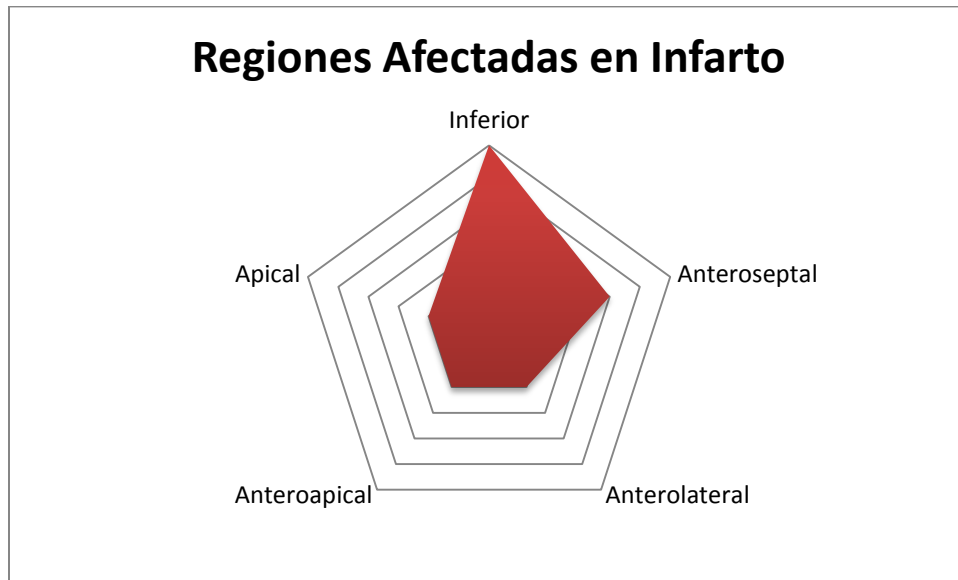 Regiones Afectadas en Infarto
Inferior
Apical
Anteroseptal
Anteroapical
Anterolateral